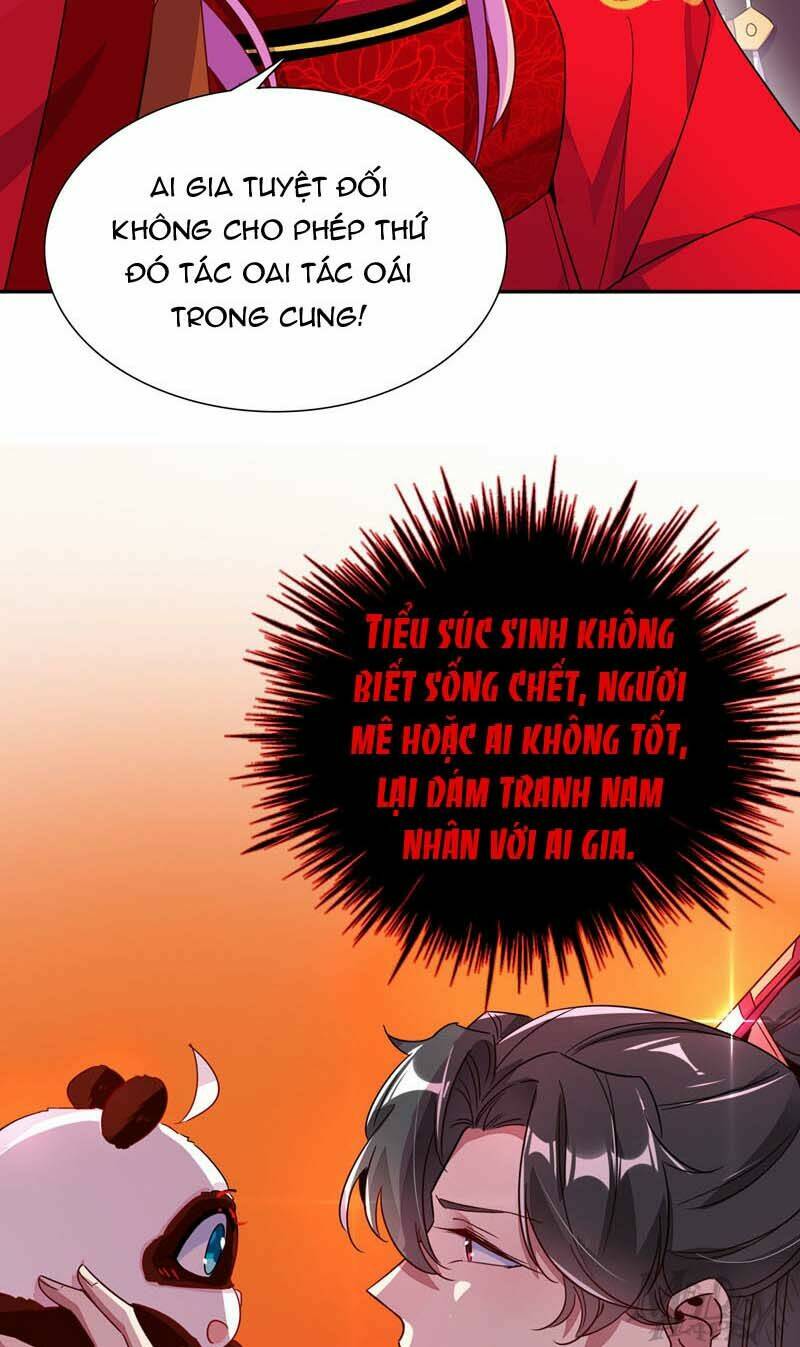 AI GIA TUYỆT ĐỐI
KHÔNG CHO PHÉP THỨ
ĐÓ TÁC OAI TÁC OÁI
TRONG CUNG!
TIỂU SÚC SINH KHÔNG
BIẾT SỐNG CHẾT, NGƯƠI
MÊ HOẶC AI KHÔNG TỐT,
LẠI DÁM TRANH NAM
NHÂN VỚI AI GIA.